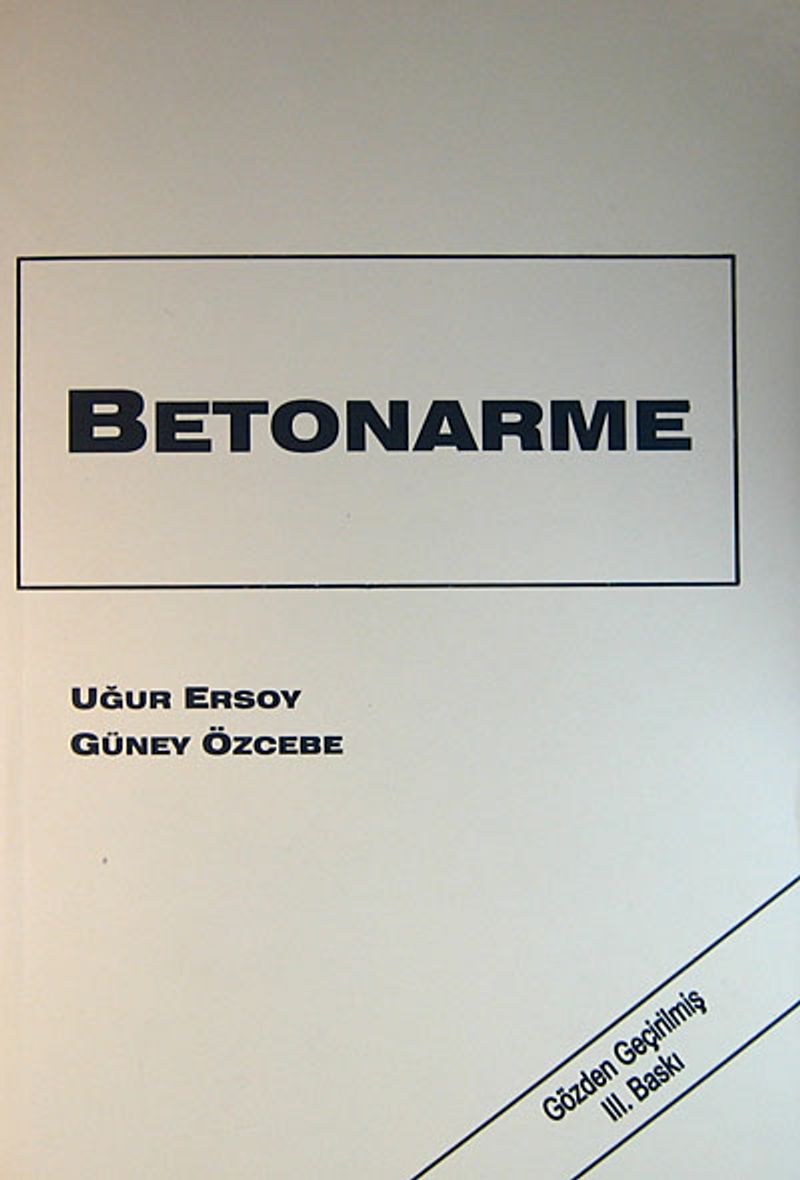 BETONARME
UĞUR ERSOY
GÜNEY ÖZCEBE
Gözden Geçirilmiş
III. Baskı